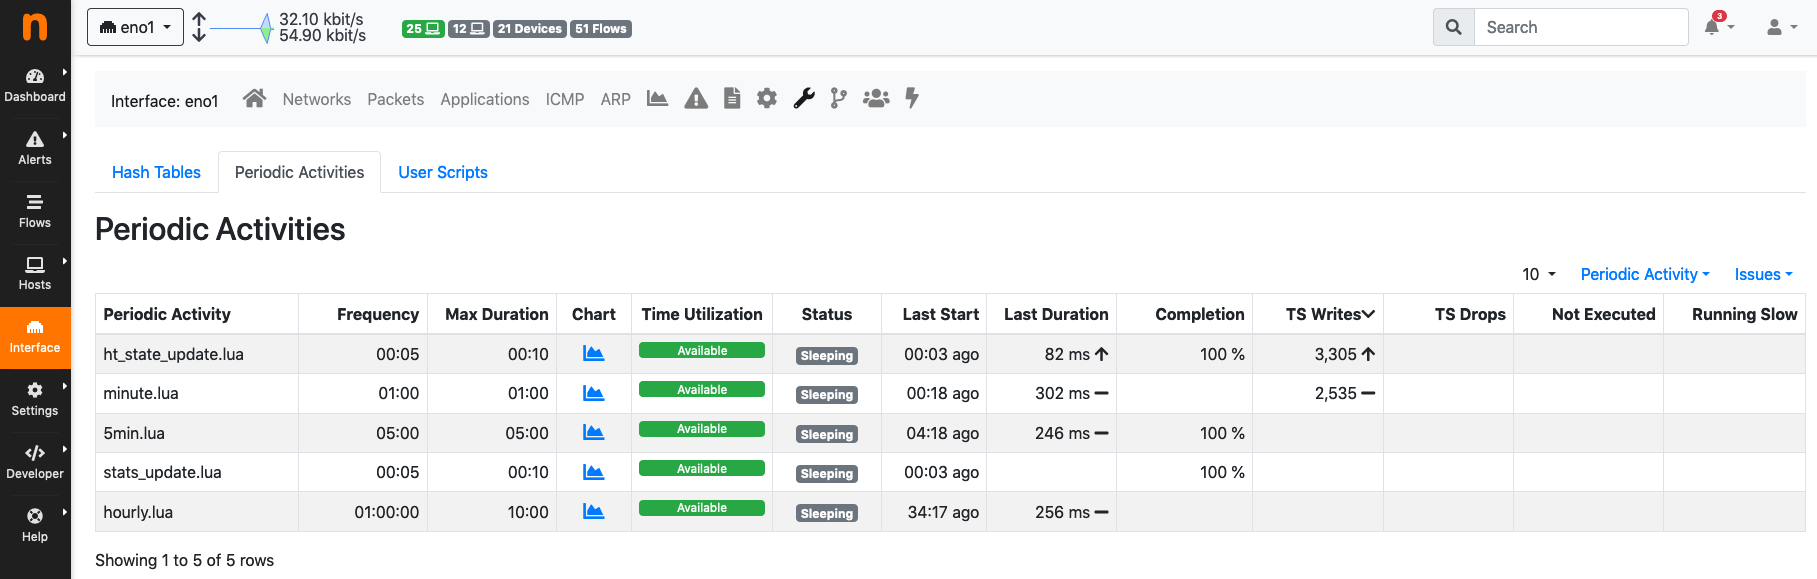 n
eno1
32.10 kbit/s
54.90 kbit/s
25
12
21 Devices
51 Flows
Search
3
Dashboard
Alerts
Flows
Hosts
Interface
Settings
Developer
Help
Interface: eno1 Networks Packets Applications ICMP ARP
Hash Tables Periodic Activities User Scripts
Periodic Activities
10 Periodic Activity Issues
Periodic Activity Frequency Max Duration Chart Time Utilization Status Last Start Last Duration Completion TS Writes TS Drops Not Executed Running Slow
ht_state_update.lua 00:05 00:10 Available Sleeping 00:03 ago 82 ms 100 % 3,305
minute.lua 01:00 01:00 Available Sleeping 00:18 ago 302 ms 2,535
5min.lua 05:00 05:00 Available Sleeping 04:18 ago 246 ms 100 %
stats_update.lua 00:05 00:10 Available Sleeping 00:03 ago 100 %
hourly.lua 01:00:00 10:00 Available Sleeping 34:17 ago 256 ms
Showing 1 to 5 of 5 rows